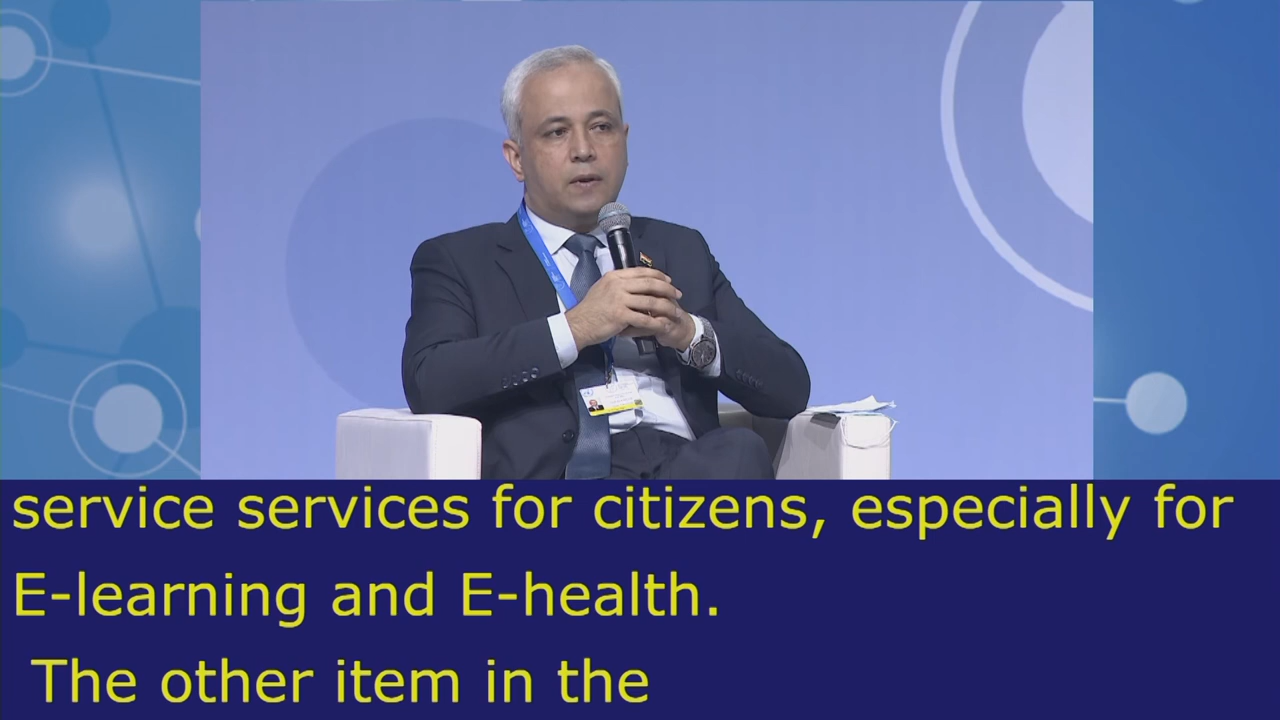 service services for citizens, especially for
E-learning and E-health.
The other item in the